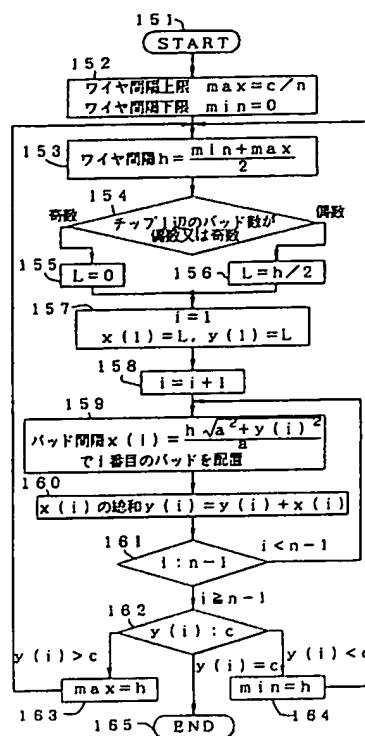 151
START
152
ワイヤ間隔上限 max=c/n
ワイヤ間隔下限 min=0
153
ワイヤ間隔h=min+max/2
154
奇数
チップ1辺のパッド数が
偶数又は奇数
偶数
155
L=0
156
L=h/2
157
i=1
x(1)=L, y(1)=L
158
i=i+1
159
パッド間隔x(i)=h√a²+y(i)²/a
でi番目のパッドを配置
160
x(i)の総和y(i)=y(i)+x(i)
161
i:n-1
i<n-1
i≧n-1
162
y(i):c
y(i)>c
y(i)=c
y(i)<c
max=h
163
min=h
164
165
END